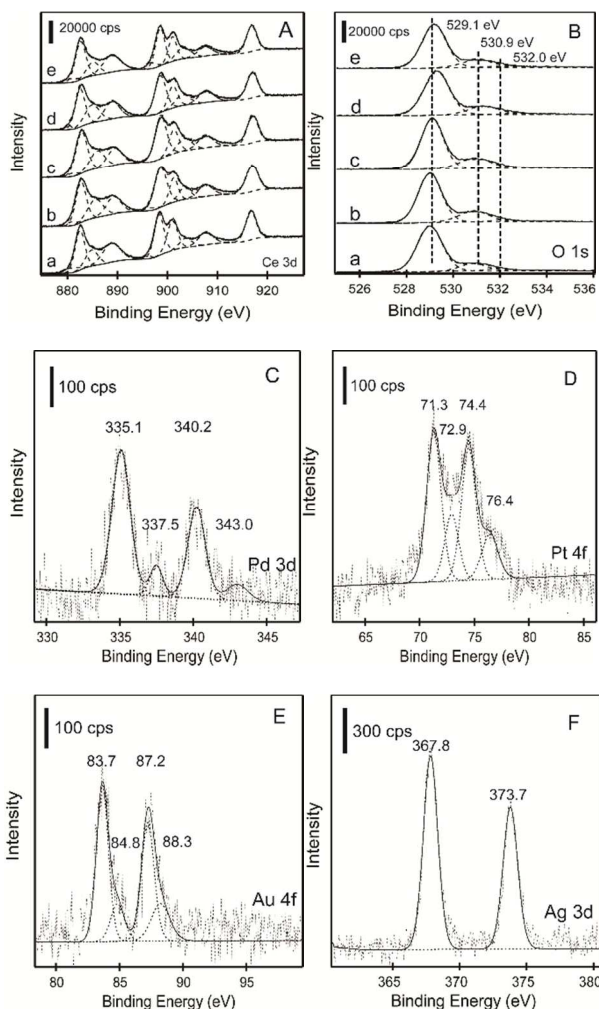 20000 cps
A
e
d
c
b
a
Ce 3d
Intensity
880 890 900 910 920
Binding Energy (eV)
20000 cps
B
529.1 eV
530.9 eV
532.0 eV
e
d
c
b
a
O 1s
Intensity
526 528 530 532 534 536
Binding Energy (eV)
100 cps
C
335.1
340.2
337.5
343.0
Pd 3d
Intensity
330 335 340 345
Binding Energy (eV)
100 cps
D
71.3
74.4
72.9
76.4
Pt 4f
Intensity
65 70 75 80 85
Binding Energy (eV)
100 cps
E
83.7
87.2
84.8
88.3
Au 4f
Intensity
80 85 90 95
Binding Energy (eV)
300 cps
F
367.8
373.7
Ag 3d
Intensity
365 370 375 380
Binding Energy (eV)